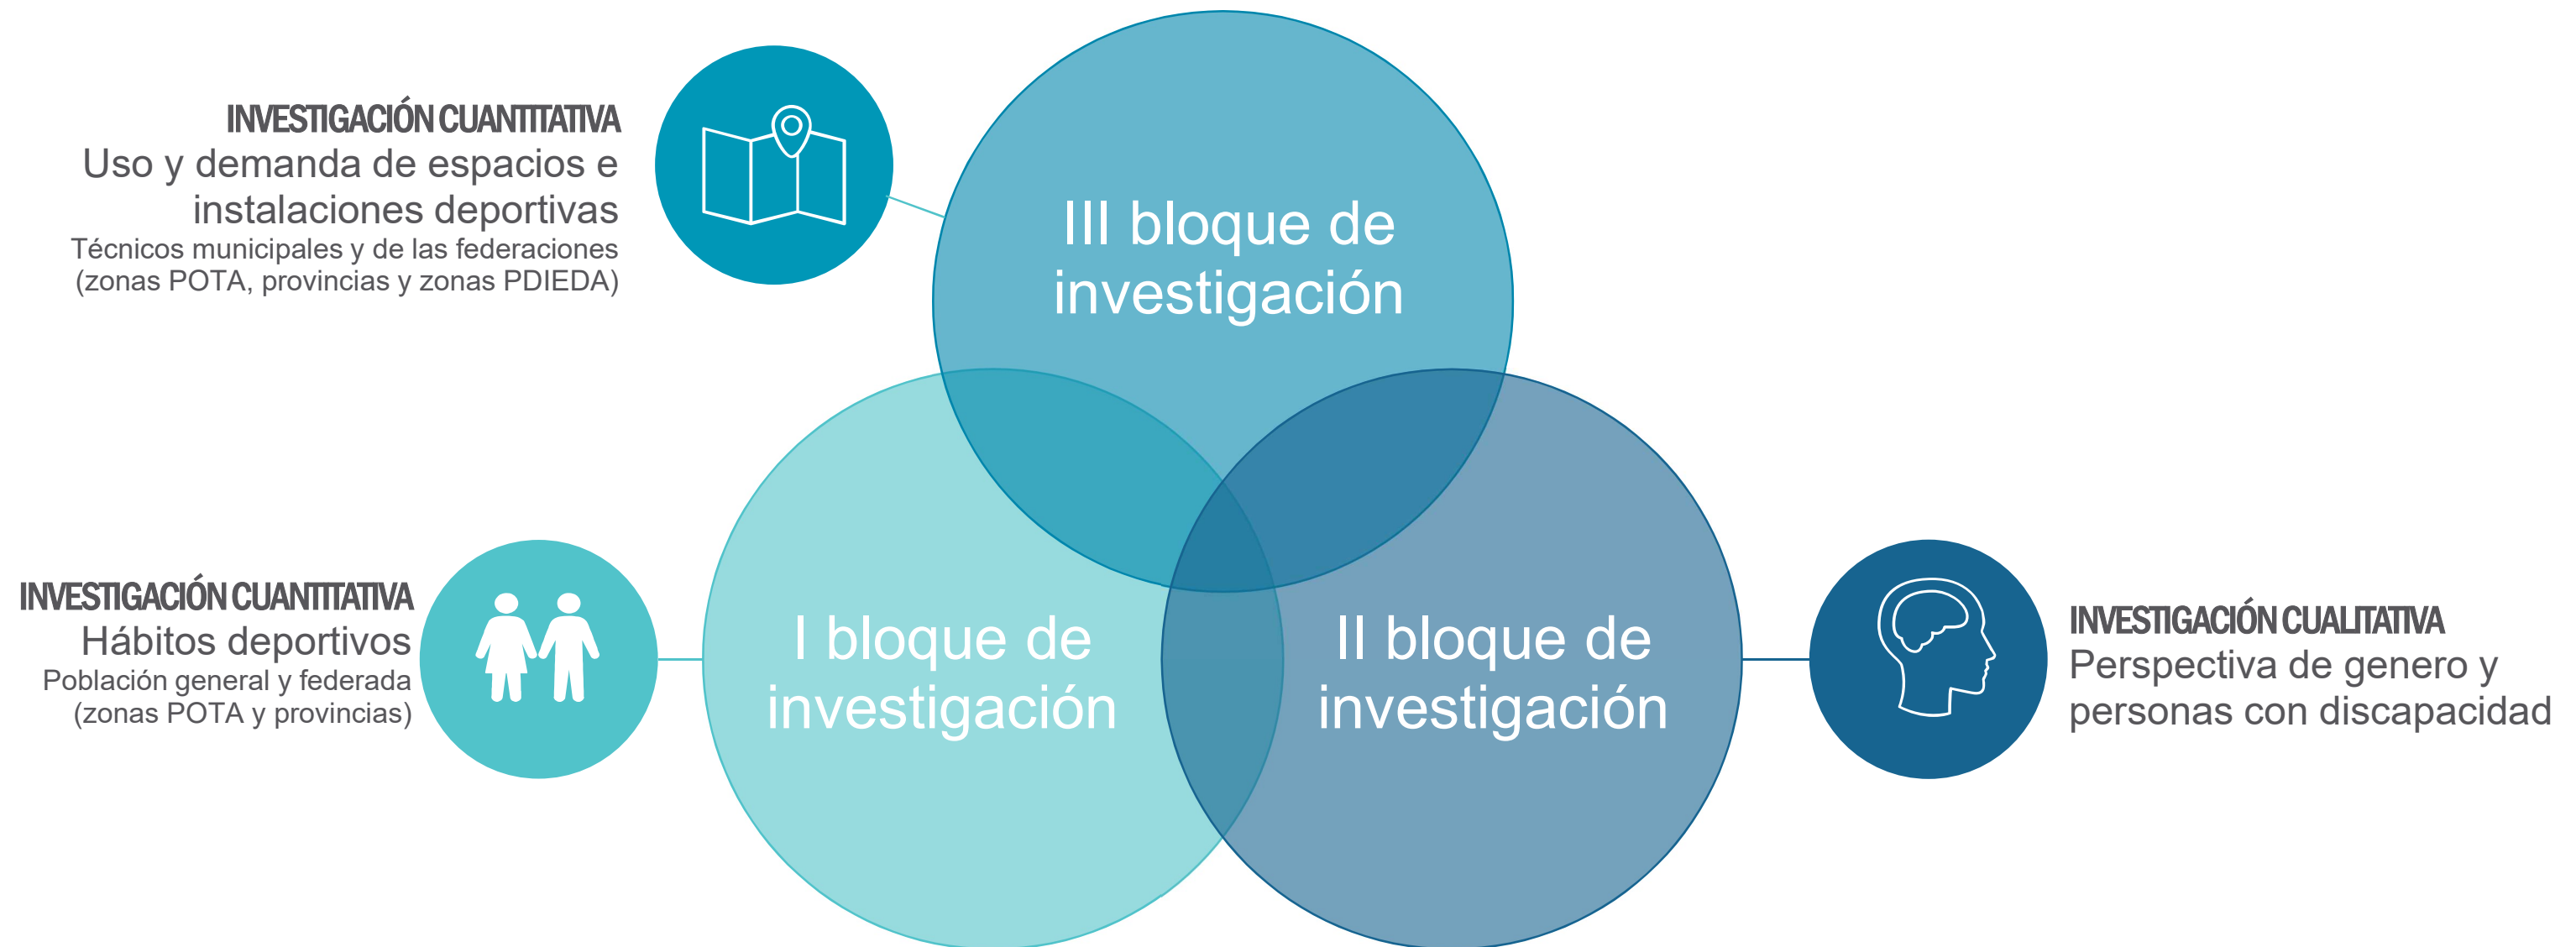 INVESTIGACIÓN CUANTITATIVA
Uso y demanda de espacios e
instalaciones deportivas
Técnicos municipales y de las federaciones
(zonas POTA, provincias y zonas PDIEDA)
III bloque de
investigación
INVESTIGACIÓN CUANTITATIVA
Hábitos deportivos
Población general y federada
(zonas POTA y provincias)
I bloque de
investigación
II bloque de
investigación
INVESTIGACIÓN CUALITATIVA
Perspectiva de genero y
personas con discapacidad